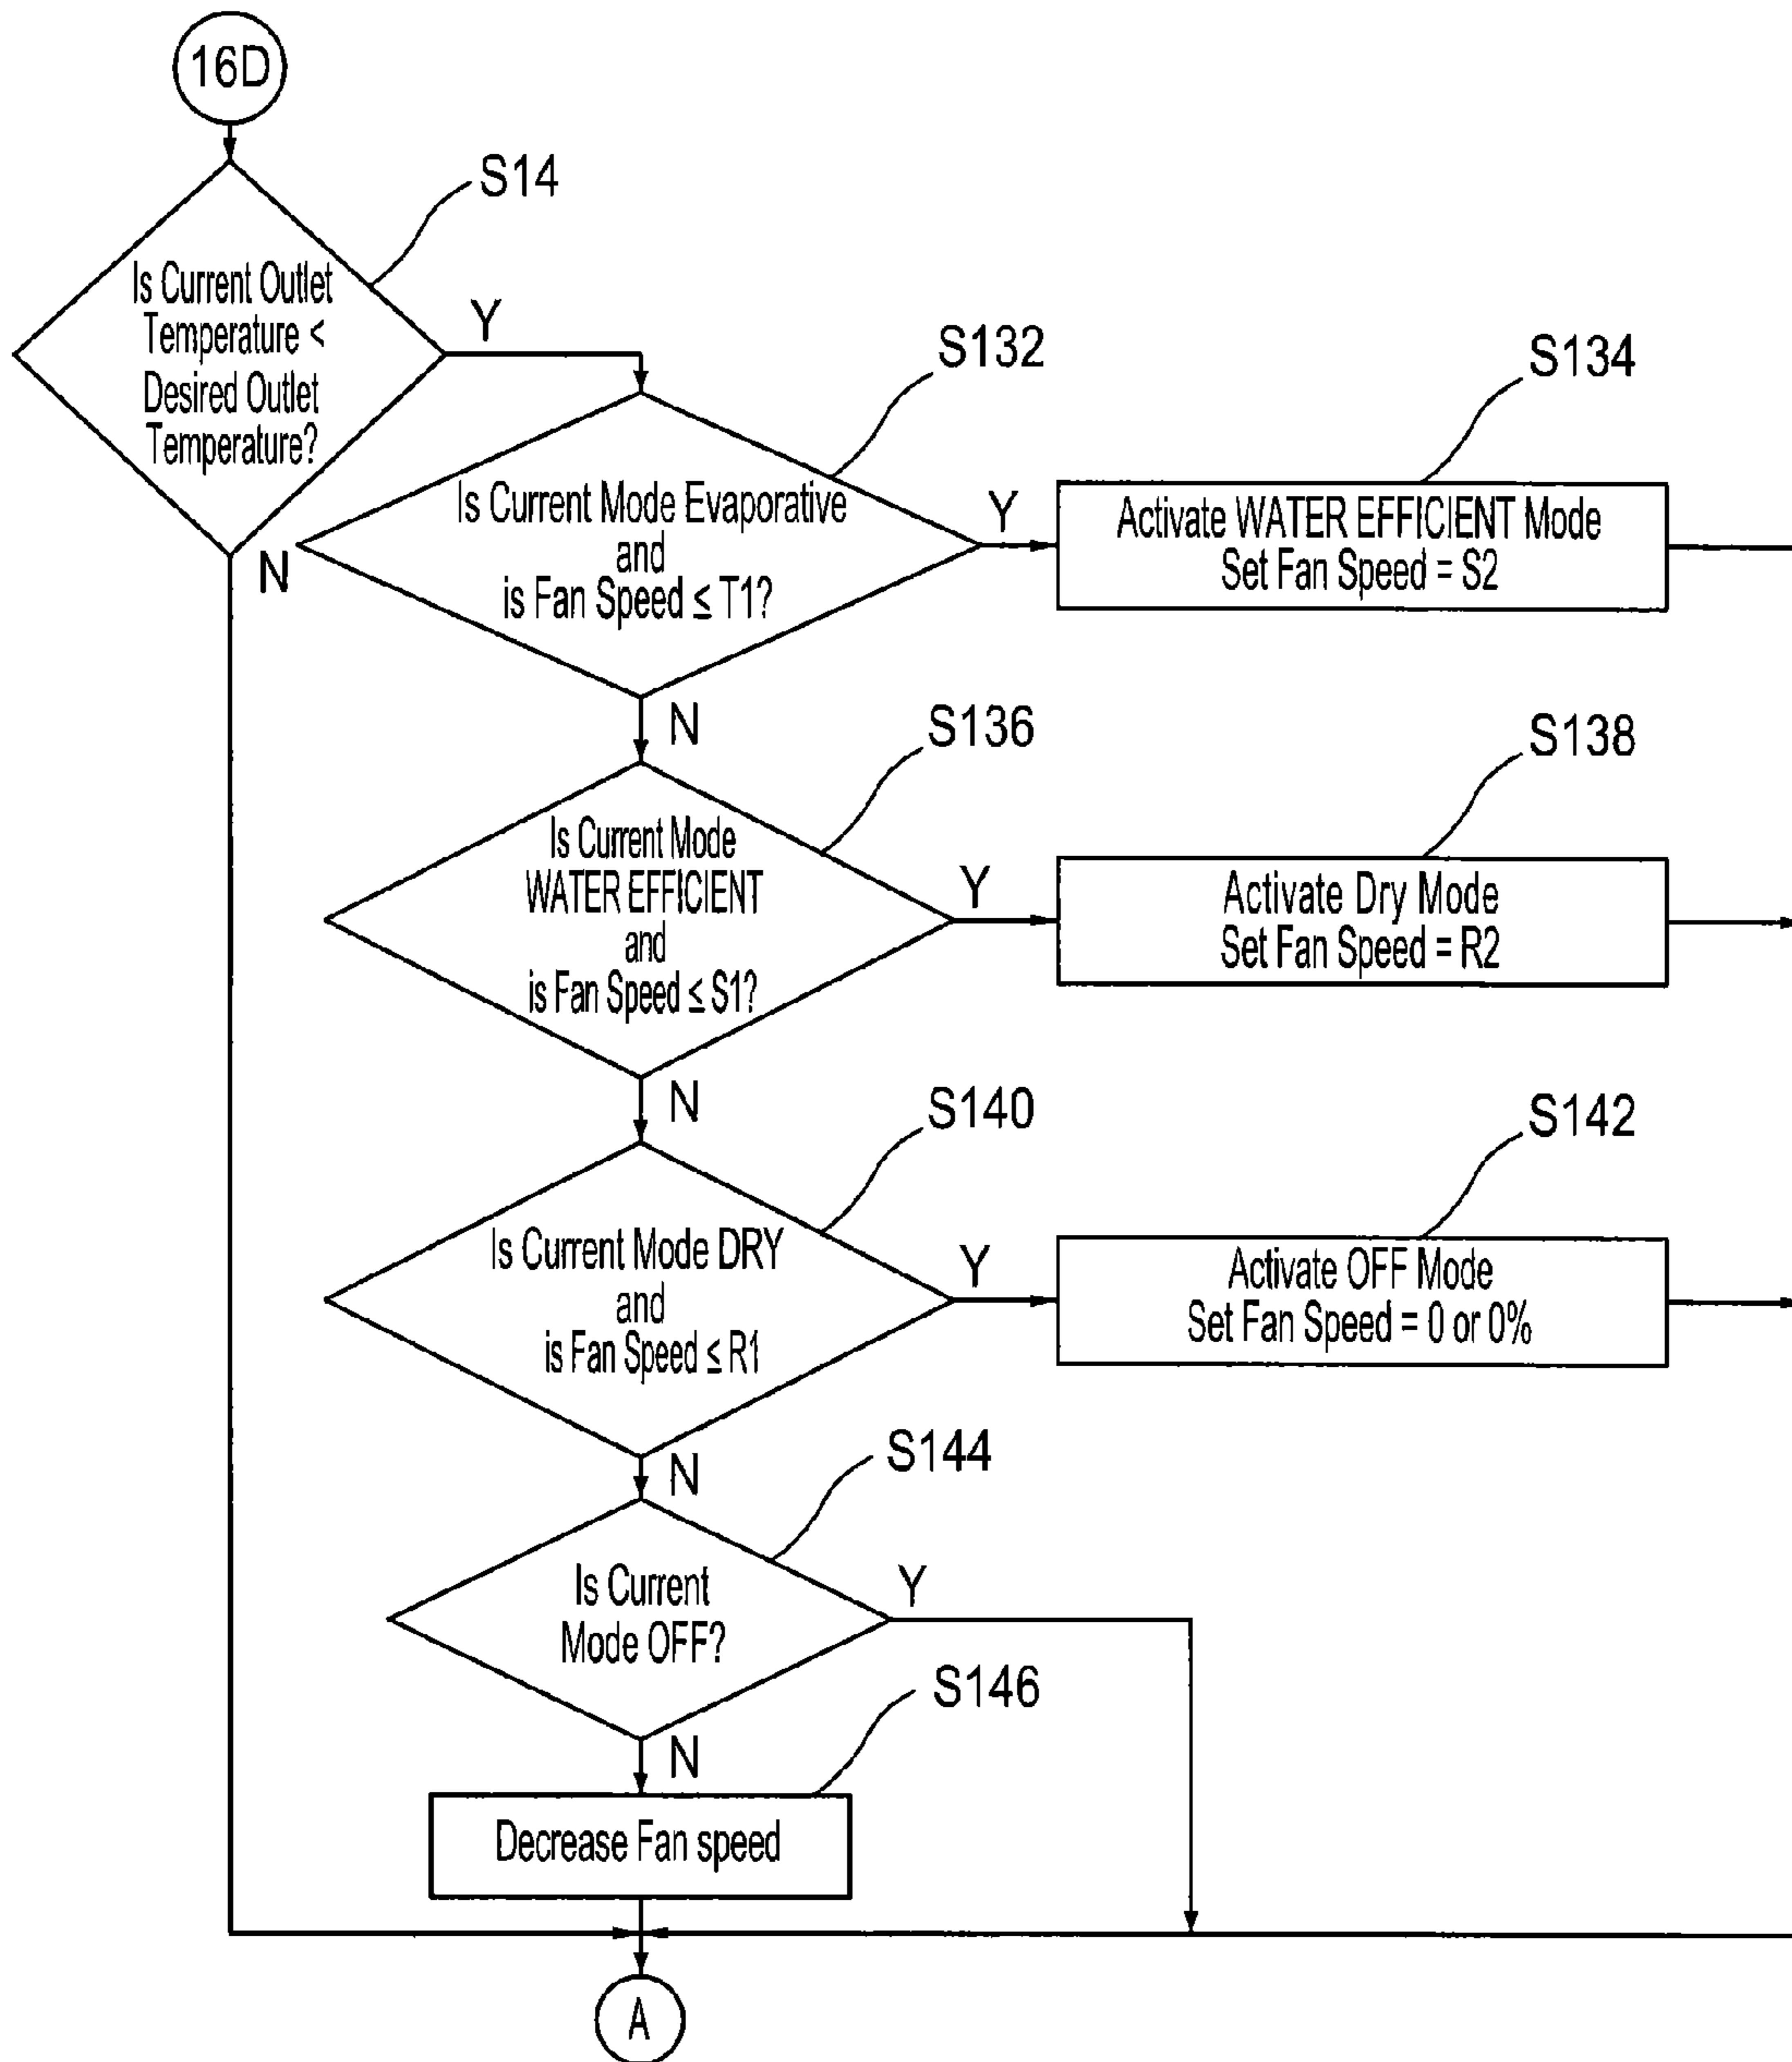 16D
S14
Is Current Outlet
Temperature <
Desired Outlet
Temperature?
Y
N
S132
Is Current Mode Evaporative
and
is Fan Speed ≤ T1?
Y
N
S134
Activate WATER EFFICIENT Mode
Set Fan Speed = S2
S136
Is Current Mode
WATER EFFICIENT
and
is Fan Speed ≤ S1?
Y
N
S138
Activate Dry Mode
Set Fan Speed = R2
S140
Is Current Mode DRY
and
is Fan Speed ≤ R1
Y
N
S142
Activate OFF Mode
Set Fan Speed = 0 or 0%
S144
Is Current
Mode OFF?
Y
N
S146
Decrease Fan speed
A